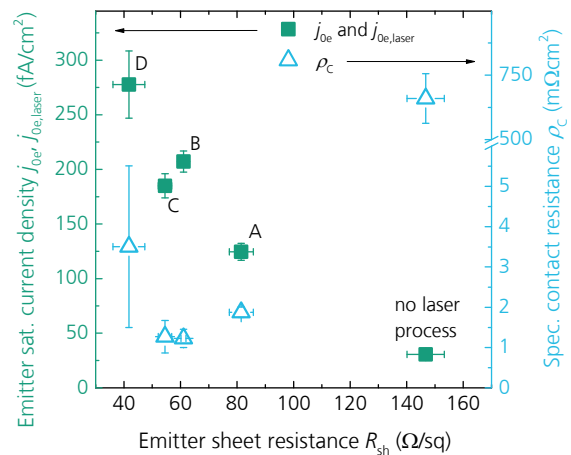 j0e and j0e,laser
ρC
D
B
C
A
no laser
process
300
250
200
150
100
50
0
750
600
5
4
3
2
1
0
40 60 80 100 120 140 160
Emitter sheet resistance Rsh (Ω/sq)
Emitter sat. current density j0e, j0e,laser (fA/cm²)
Spec. contact resistance ρC (mΩcm²)